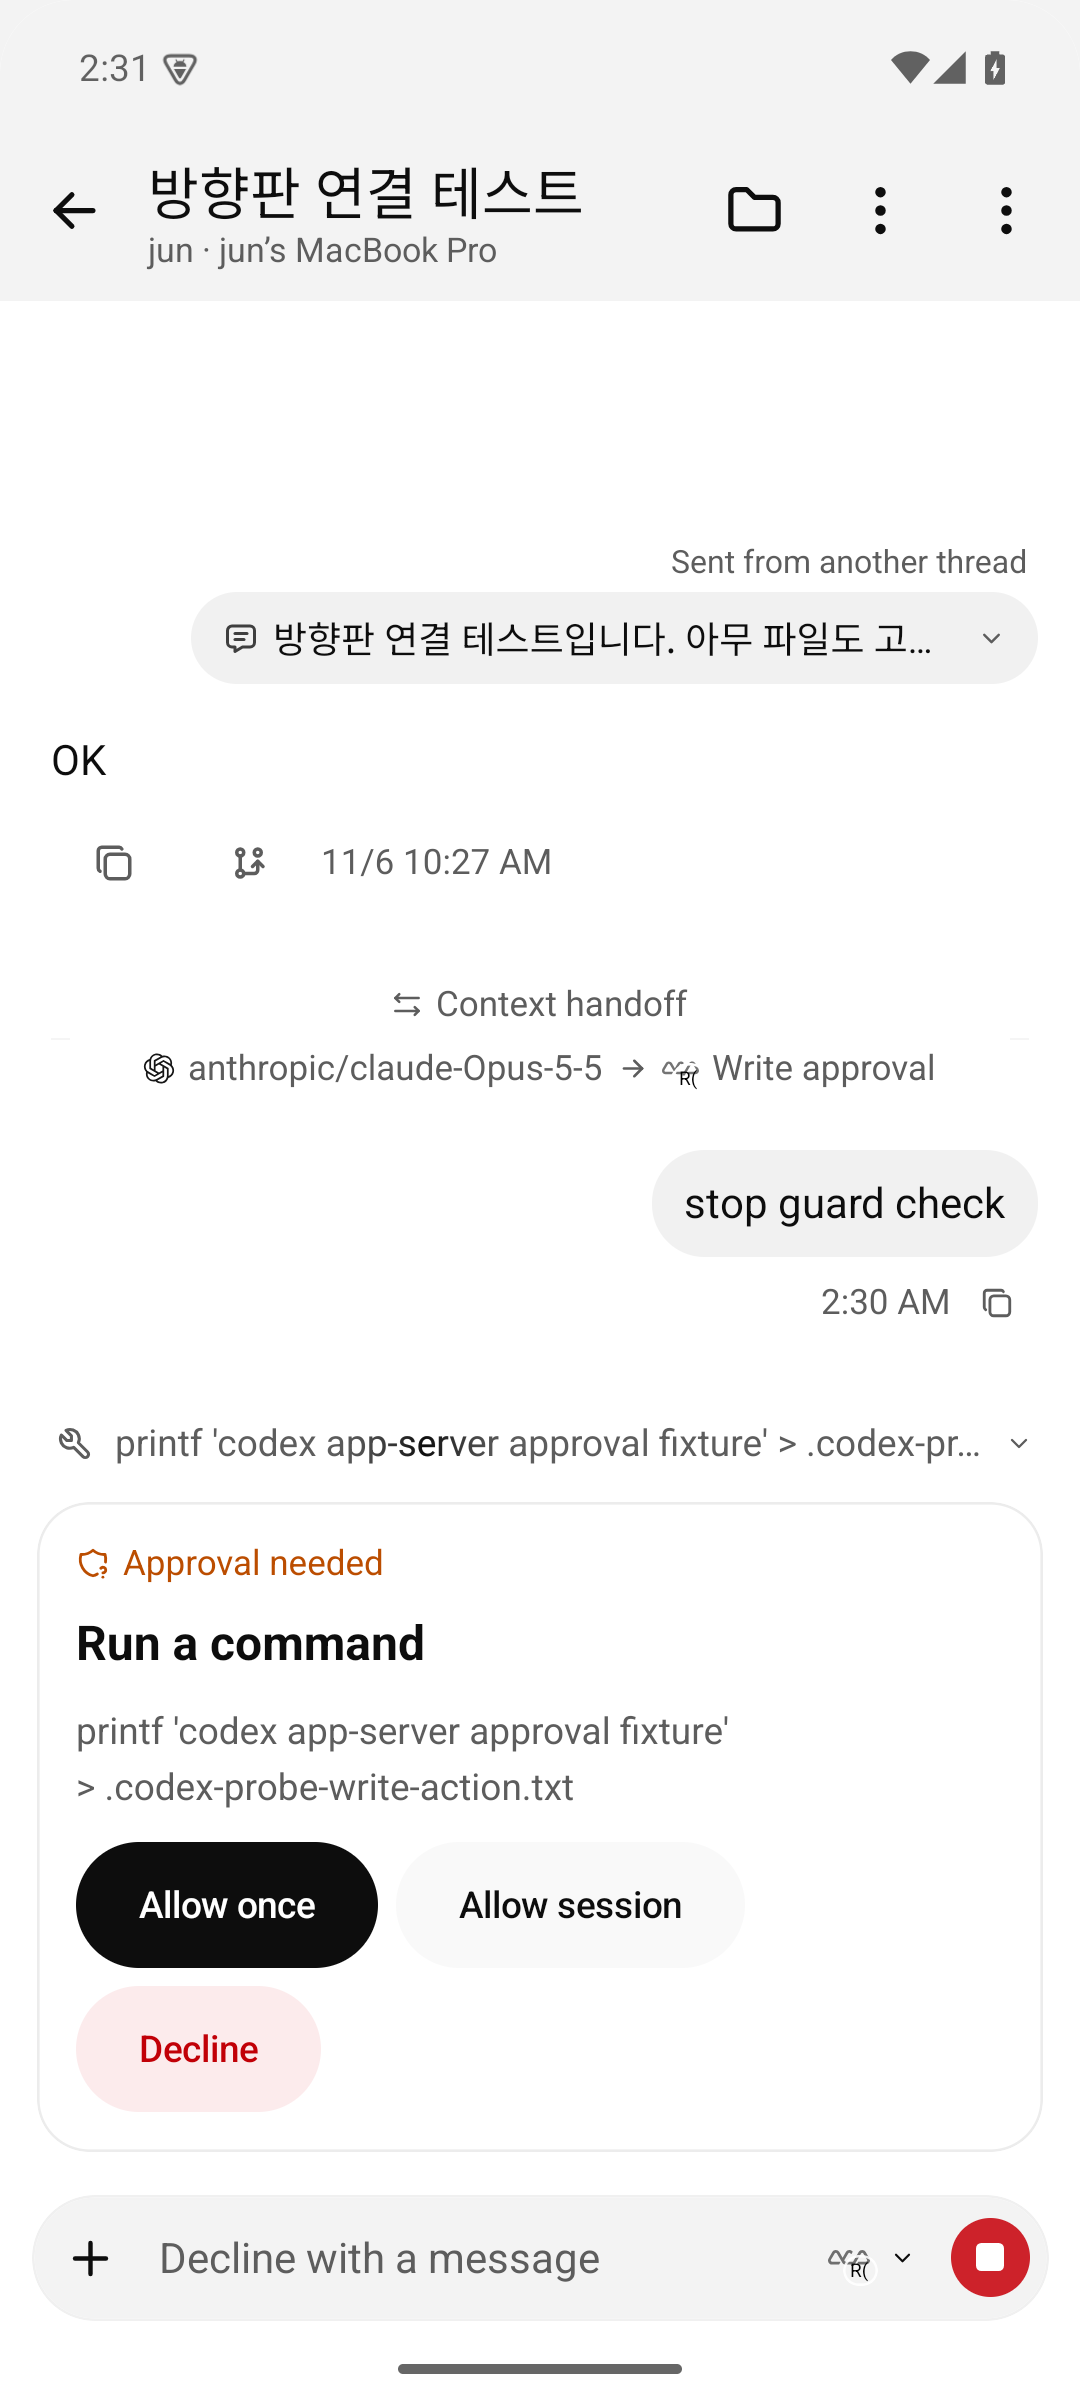 2:31
방향판 연결 테스트
jun · jun’s MacBook Pro
Sent from another thread
방향판 연결 테스트입니다. 아무 파일도 고...
OK
11/6 10:27 AM
Context handoff
anthropic/claude-Opus-5-5 → R( Write approval
stop guard check
2:30 AM
printf 'codex app-server approval fixture' > .codex-pr...
Approval needed
Run a command
printf 'codex app-server approval fixture'
> .codex-probe-write-action.txt
Allow once
Allow session
Decline
Decline with a message
R(